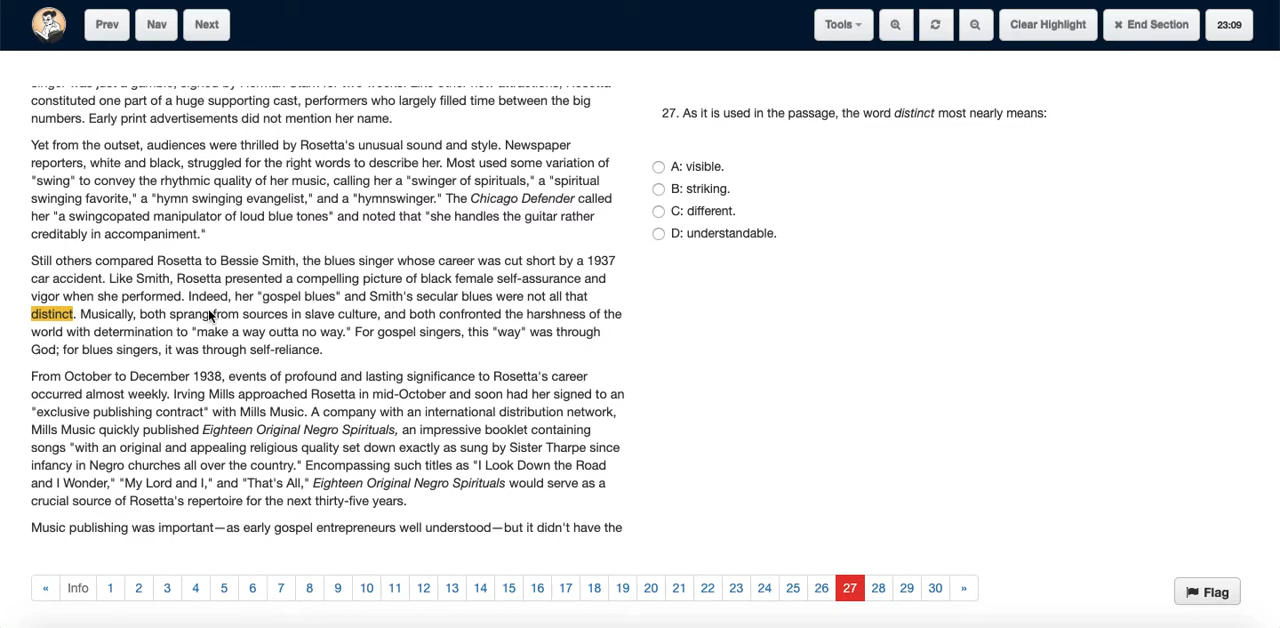 Prev
Nav
Next
Tools
Clear Highlight
End Section
23:09
constituted one part of a huge supporting cast, performers who largely filled time between the big
numbers. Early print advertisements did not mention her name.
Yet from the outset, audiences were thrilled by Rosetta's unusual sound and style. Newspaper
reporters, white and black, struggled for the right words to describe her. Most used some variation of
"swing" to convey the rhythmic quality of her music, calling her a "swinger of spirituals," a "spiritual
swinging favorite," a "hymn swinging evangelist," and a "hymnswinger." The Chicago Defender called
her "a swingcopated manipulator of loud blue tones" and noted that "she handles the guitar rather
creditably in accompaniment."
Still others compared Rosetta to Bessie Smith, the blues singer whose career was cut short by a 1937
car accident. Like Smith, Rosetta presented a compelling picture of black female self-assurance and
vigor when she performed. Indeed, her "gospel blues" and Smith's secular blues were not all that
distinct. Musically, both sprang from sources in slave culture, and both confronted the harshness of the
world with determination to "make a way outta no way." For gospel singers, this "way" was through
God; for blues singers, it was through self-reliance.
From October to December 1938, events of profound and lasting significance to Rosetta's career
occurred almost weekly. Irving Mills approached Rosetta in mid-October and soon had her signed to an
"exclusive publishing contract" with Mills Music. A company with an international distribution network,
Mills Music quickly published Eighteen Original Negro Spirituals, an impressive booklet containing
songs "with an original and appealing religious quality set down exactly as sung by Sister Tharpe since
infancy in Negro churches all over the country." Encompassing such titles as "I Look Down the Road
and I Wonder," "My Lord and I," and "That's All," Eighteen Original Negro Spirituals would serve as a
crucial source of Rosetta's repertoire for the next thirty-five years.
Music publishing was important—as early gospel entrepreneurs well understood—but it didn't have the
27. As it is used in the passage, the word distinct most nearly means:
A: visible.
B: striking.
C: different.
D: understandable.
« Info 1 2 3 4 5 6 7 8 9 10 11 12 13 14 15 16 17 18 19 20 21 22 23 24 25 26 27 28 29 30 »
Flag